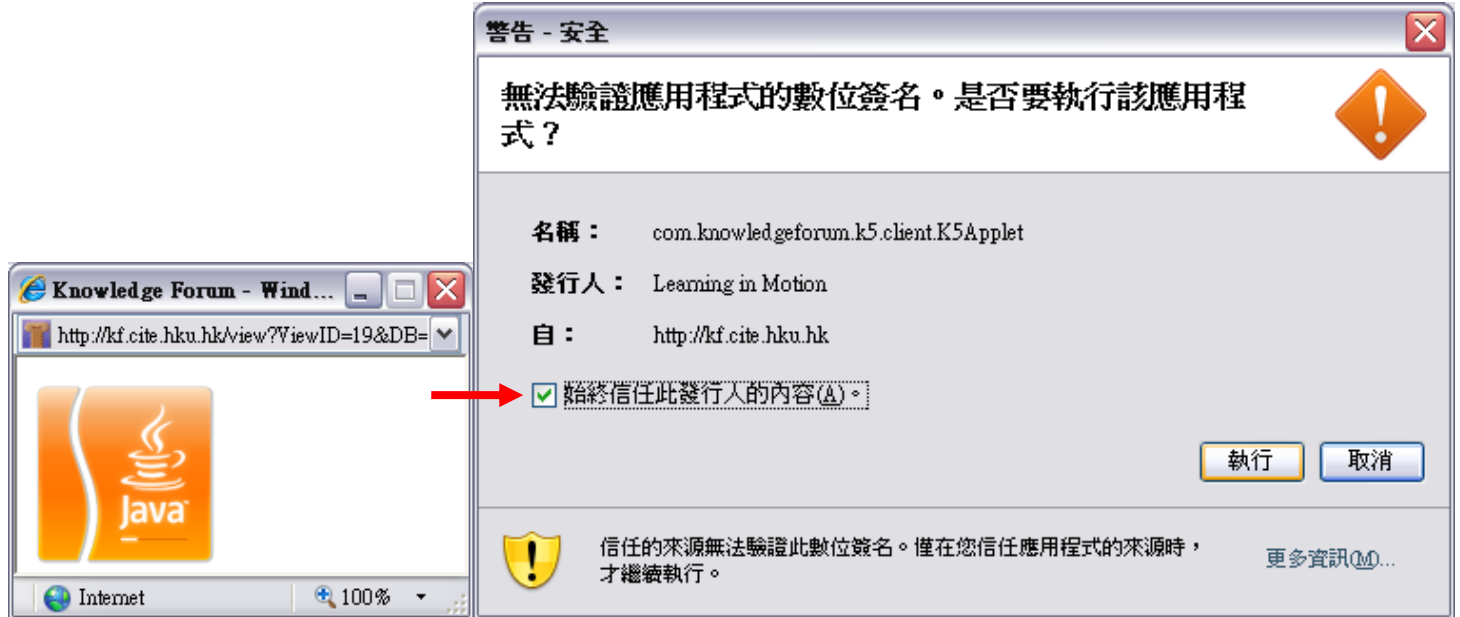 Knowledge Forum - Wind...
http://kf.cite.hku.hk/view?ViewID=19&DB=
Java
Internet
100%
警告 - 安全
無法驗證應用程式的數位簽名。是否要執行該應用程
式？
名稱： com.knowledgeforum.k5.client.K5Applet
發行人： Learning in Motion
自： http://kf.cite.hku.hk
始終信任此發行人的內容(A)。
執行 取消
信任的來源無法驗證此數位簽名。僅在您信任應用程式的來源時，
才繼續執行。
更多資訊(M)...